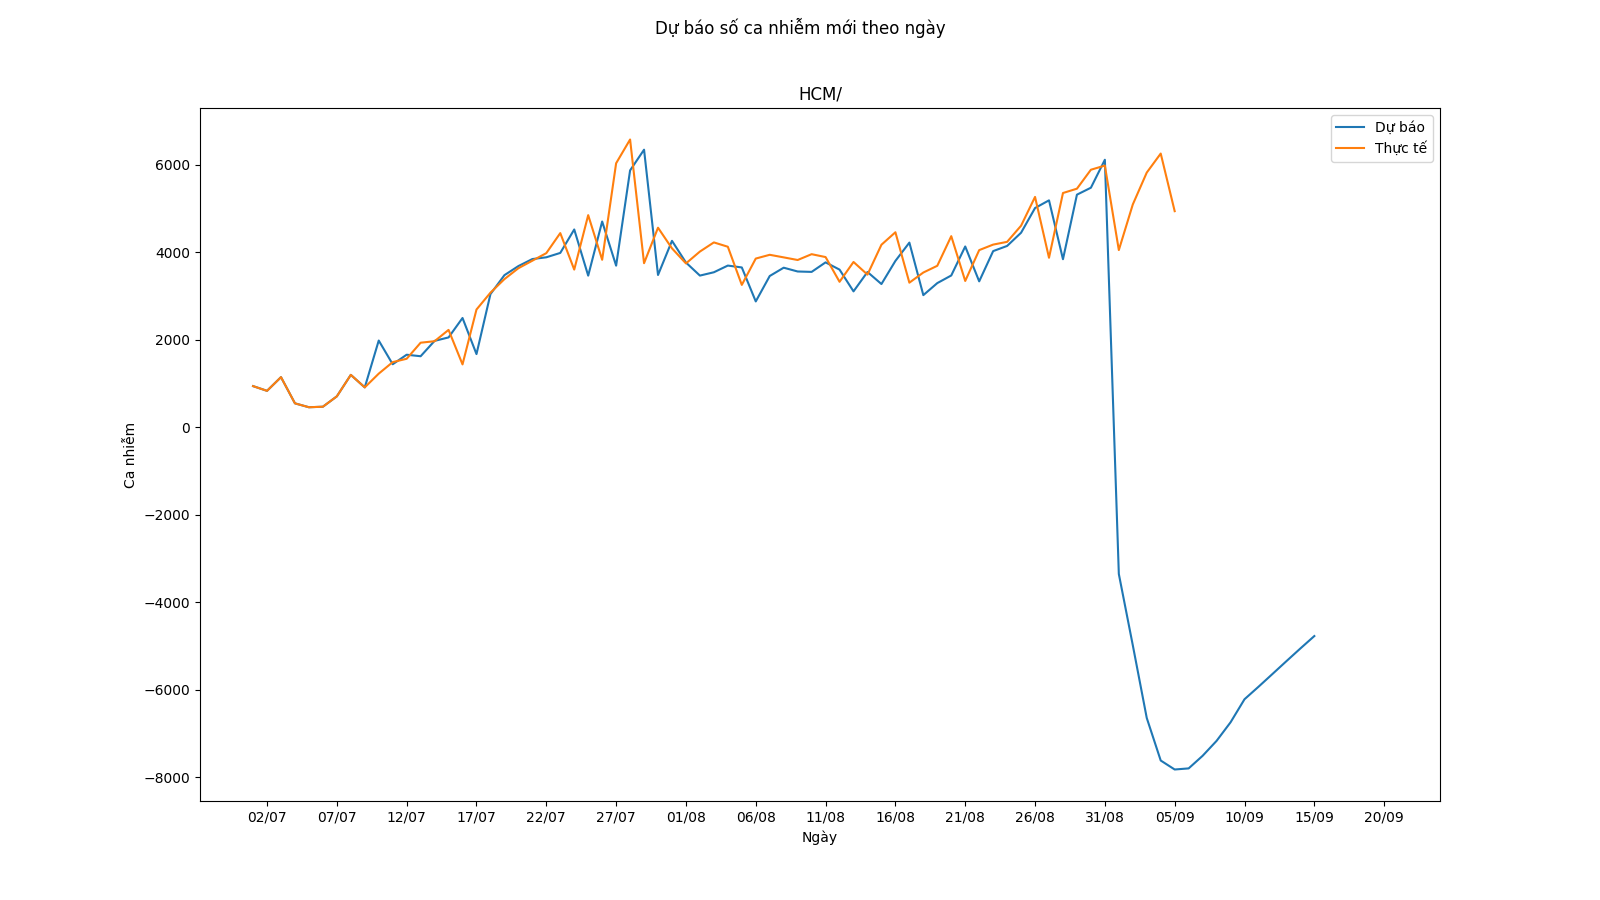 Dự báo số ca nhiễm mới theo ngày
HCM/
Dự báo
Thực tế
6000
4000
2000
0
−2000
−4000
−6000
−8000
Ca nhiễm
02/07 07/07 12/07 17/07 22/07 27/07 01/08 06/08 11/08 16/08 21/08 26/08 31/08 05/09 10/09 15/09 20/09
Ngày